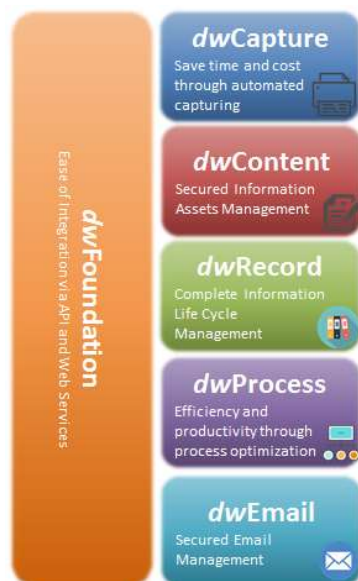 dwFoundation
Ease of Integration via API and Web Services
dwCapture
Save time and cost
through automated
capturing
dwContent
Secured Information
Assets Management
dwRecord
Complete Information
Life Cycle
Management
dwProcess
Efficiency and
productivity through
process optimization
dwEmail
Secured Email
Management